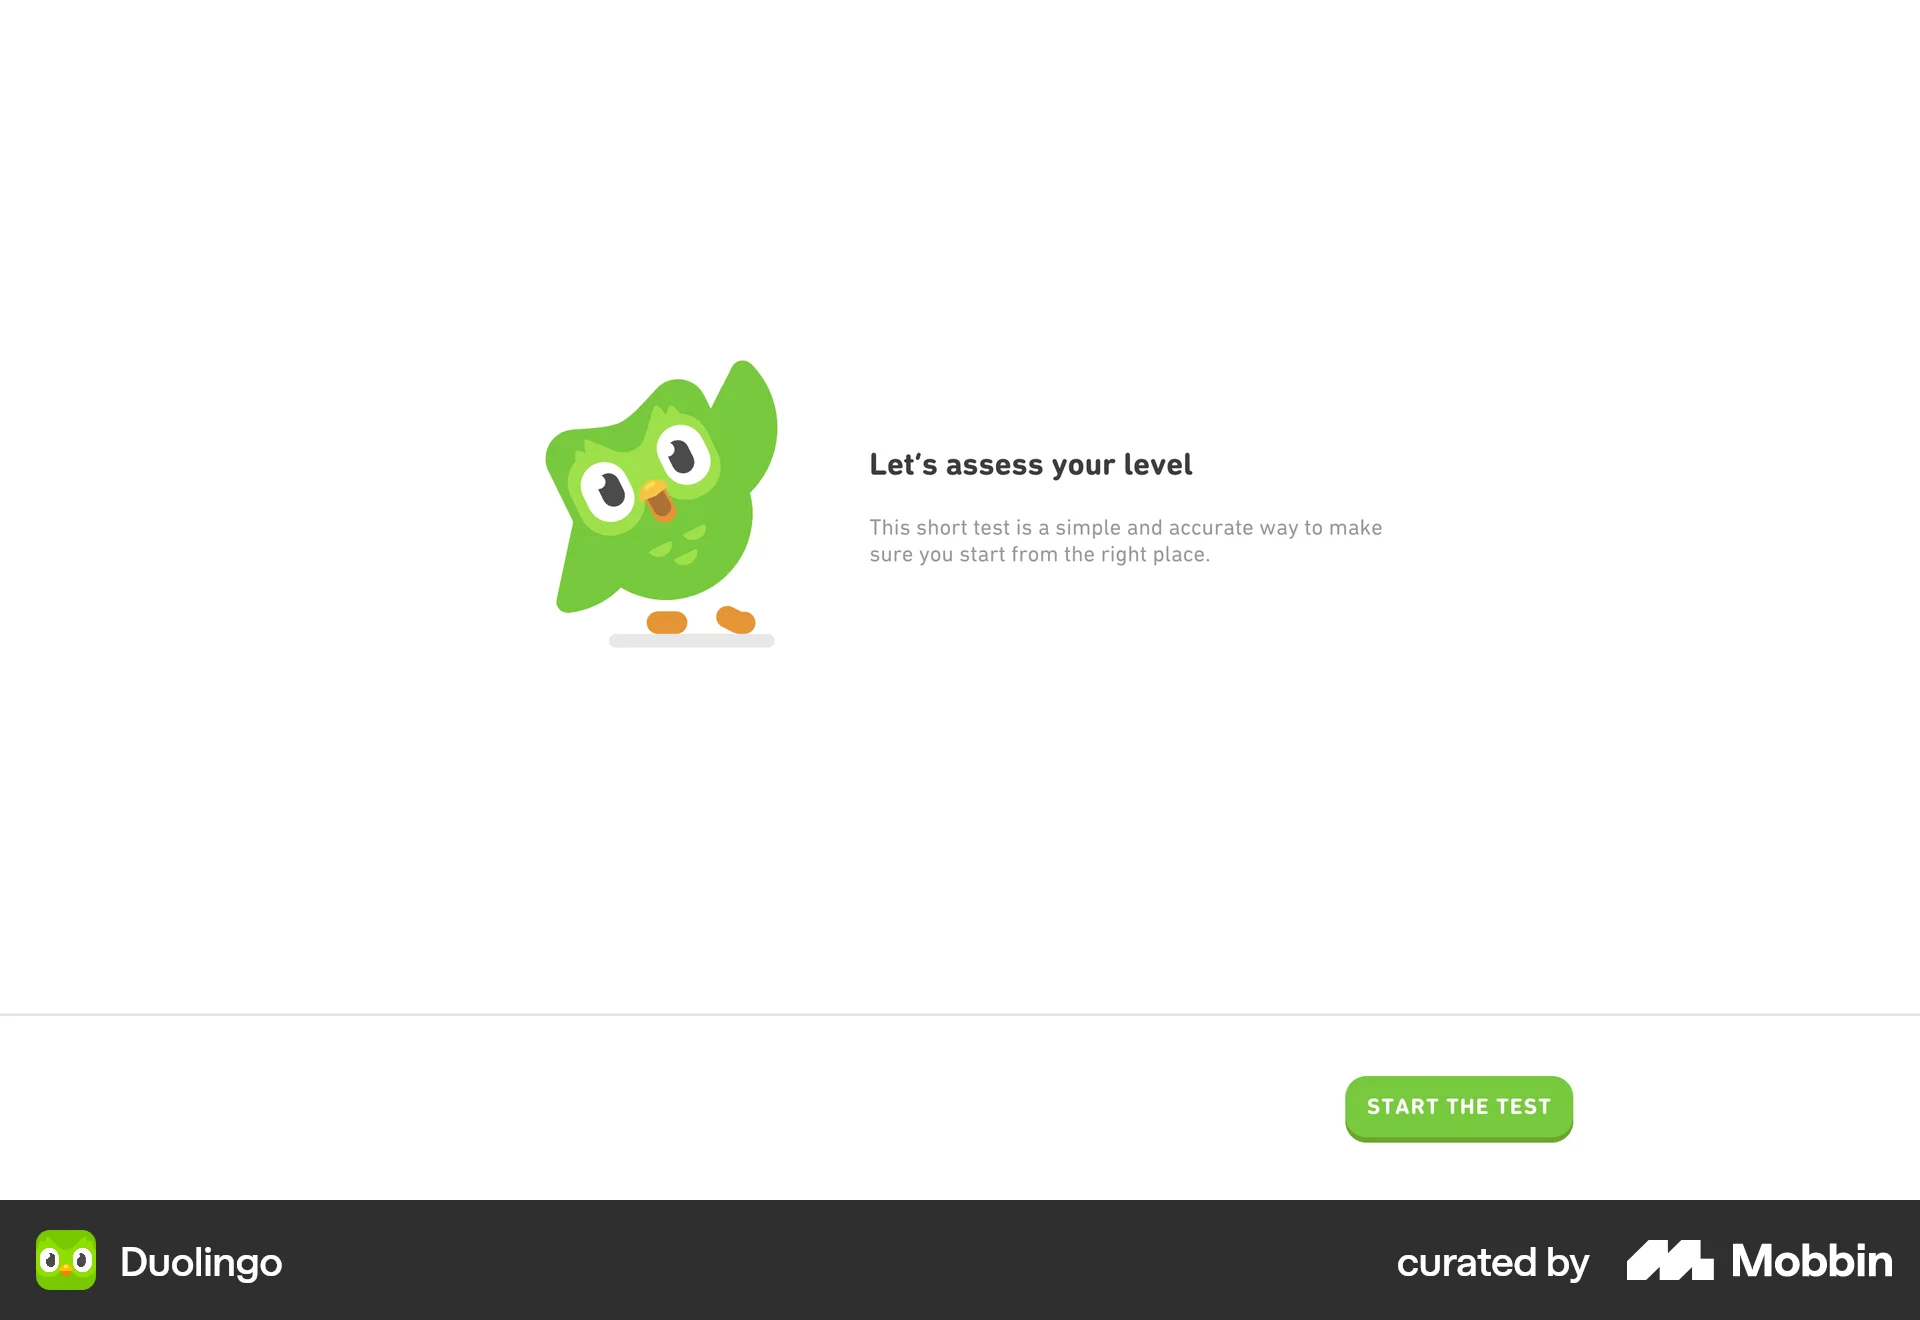 Let's assess your level
This short test is a simple and accurate way to make
sure you start from the right place.
START THE TEST
Duolingo
curated by Mobbin